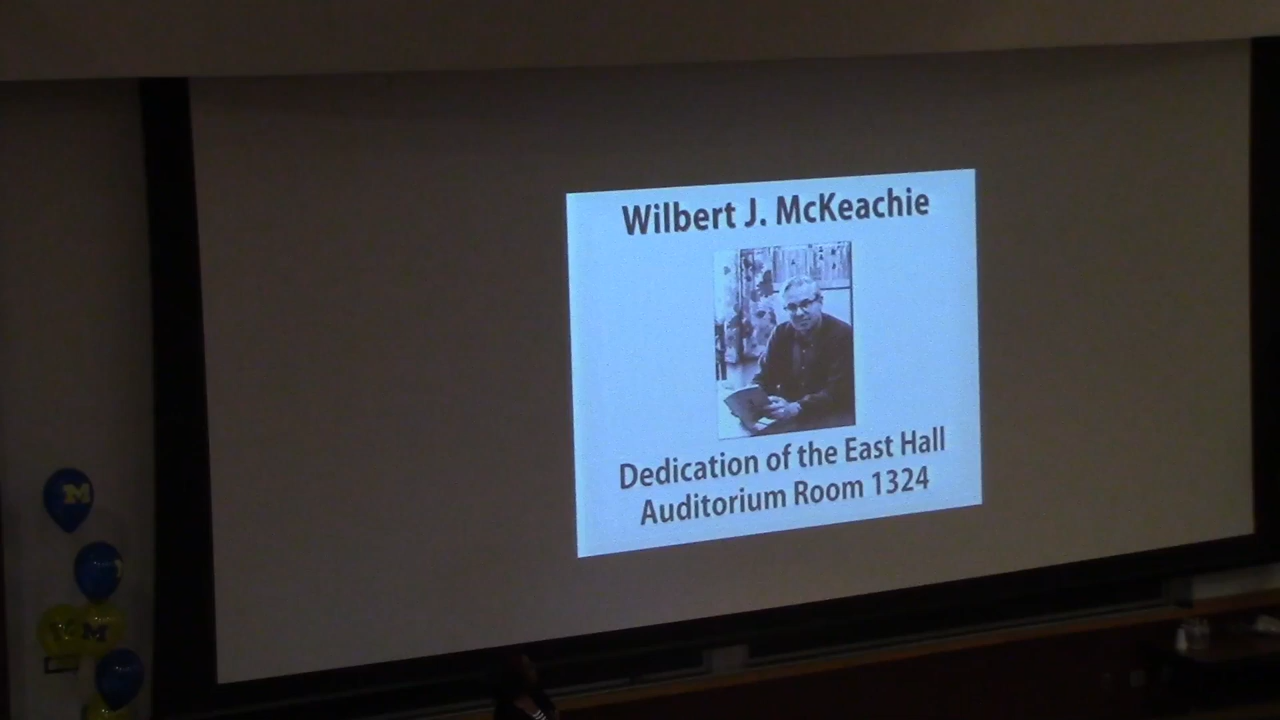 Wilbert J. McKeachie
Dedication of the East Hall
Auditorium Room 1324
M
M